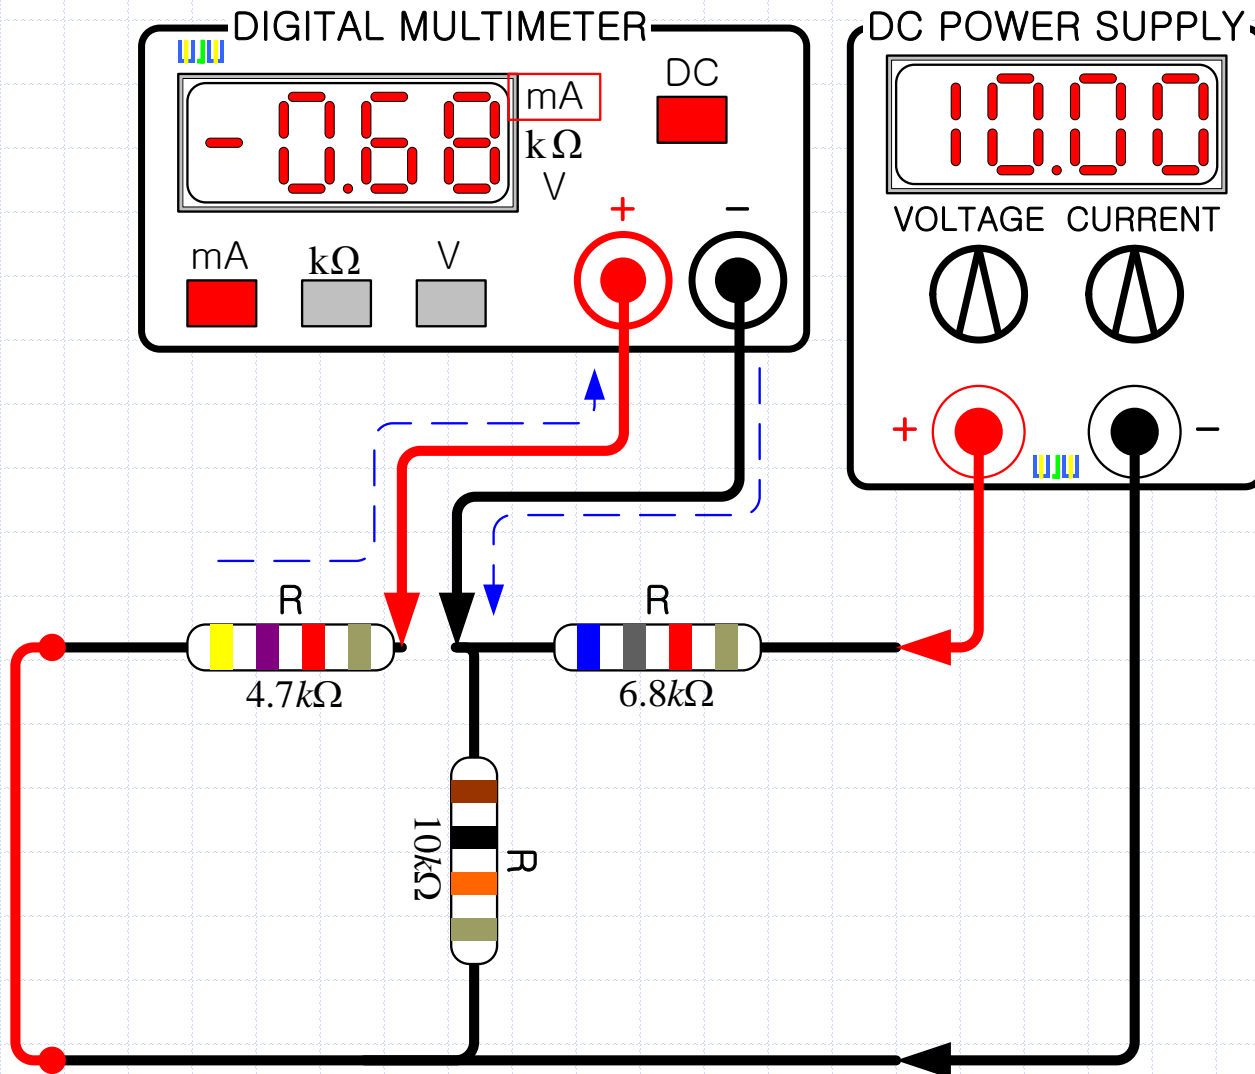 DIGITAL MULTIMETER
-0.68
mA
kΩ
V
DC
mA
kΩ
V
+
−
DC POWER SUPPLY
10.00
VOLTAGE
CURRENT
+
−
R
4.7kΩ
R
6.8kΩ
R
10kΩ